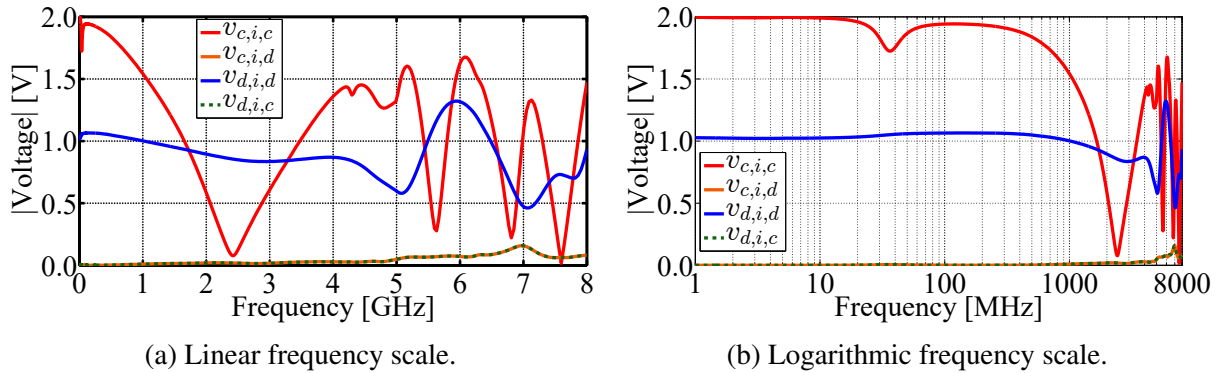 |Voltage| [V]
2.0
1.5
1.0
0.5
0.0
v_{c,i,c}
v_{c,i,d}
v_{d,i,d}
v_{d,i,c}
0 1 2 3 4 5 6 7 8
Frequency [GHz]
(a) Linear frequency scale.
|Voltage| [V]
2.0
1.5
1.0
0.5
0.0
v_{c,i,c}
v_{c,i,d}
v_{d,i,d}
v_{d,i,c}
1 10 100 1000 8000
Frequency [MHz]
(b) Logarithmic frequency scale.